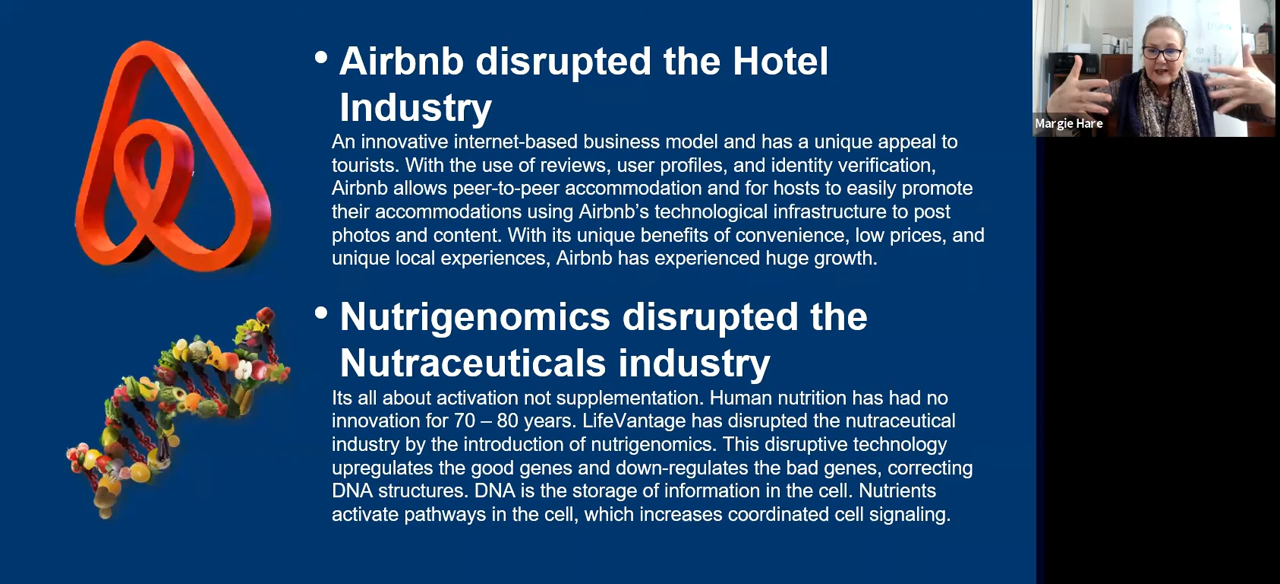 • Airbnb disrupted the Hotel
Industry
An innovative internet-based business model and has a unique appeal to
tourists. With the use of reviews, user profiles, and identity verification,
Airbnb allows peer-to-peer accommodation and for hosts to easily promote
their accommodations using Airbnb’s technological infrastructure to post
photos and content. With its unique benefits of convenience, low prices, and
unique local experiences, Airbnb has experienced huge growth.
• Nutrigenomics disrupted the
Nutraceuticals industry
Its all about activation not supplementation. Human nutrition has had no
innovation for 70 – 80 years. LifeVantage has disrupted the nutraceutical
industry by the introduction of nutrigenomics. This disruptive technology
upregulates the good genes and down-regulates the bad genes, correcting
DNA structures. DNA is the storage of information in the cell. Nutrients
activate pathways in the cell, which increases coordinated cell signaling.
Margie Hare